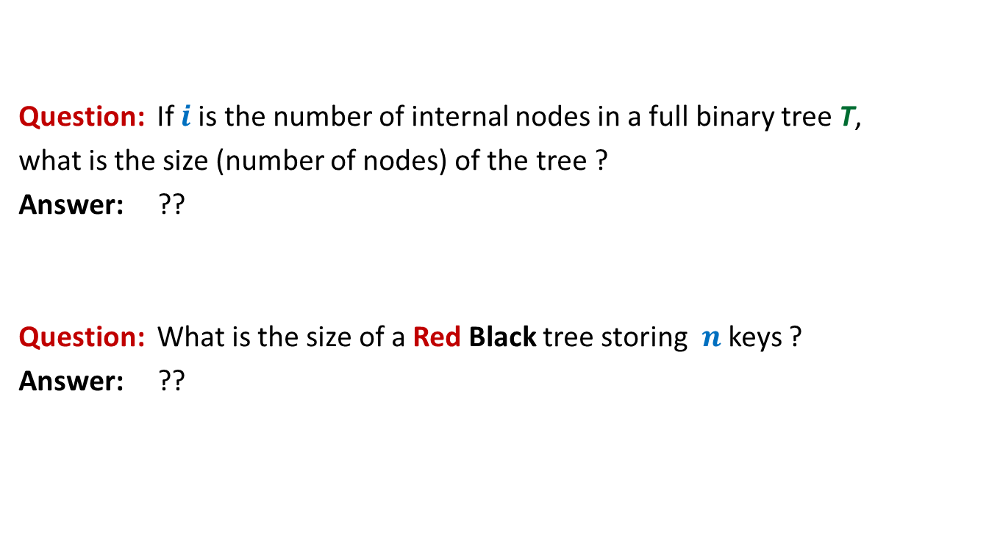 Question: If i is the number of internal nodes in a full binary tree T,
what is the size (number of nodes) of the tree ?
Answer: ??
Question: What is the size of a Red Black tree storing n keys ?
Answer: ??